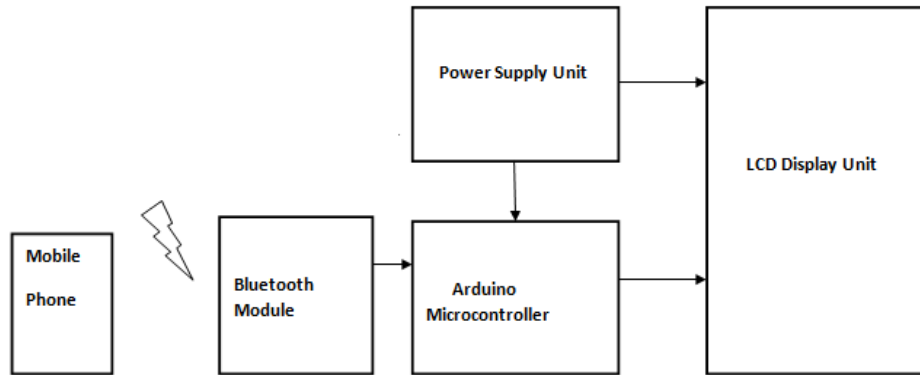 Power Supply Unit
LCD Display Unit
Mobile
Phone
Bluetooth
Module
Arduino
Microcontroller